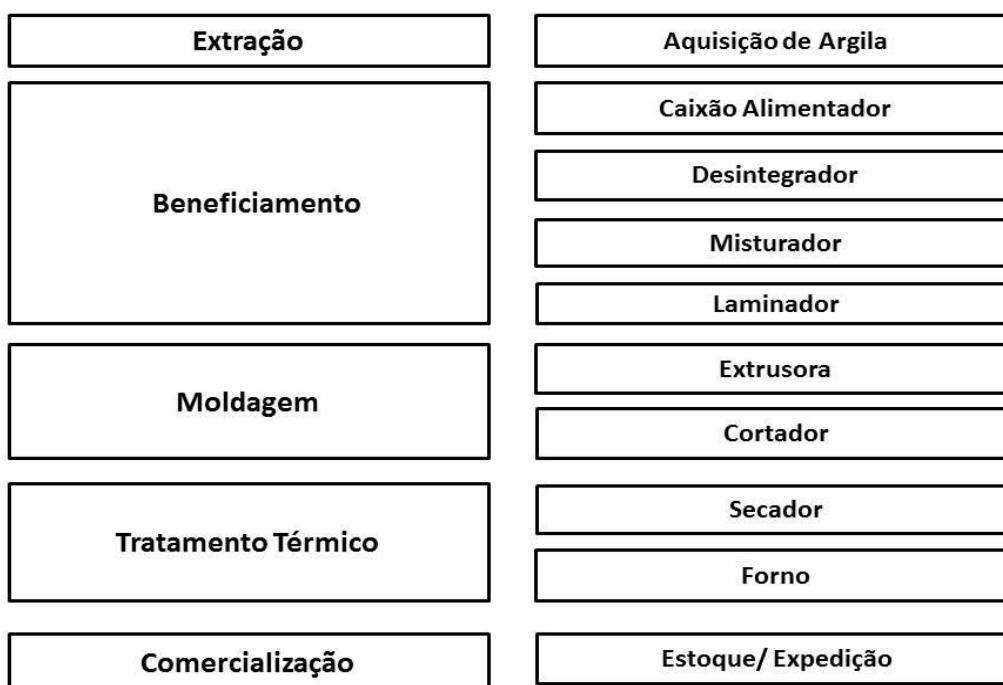 Extração
Aquisição de Argila
Beneficiamento
Caixão Alimentador
Desintegrador
Misturador
Laminador
Moldagem
Extrusora
Cortador
Tratamento Térmico
Secador
Forno
Comercialização
Estoque/ Expedição